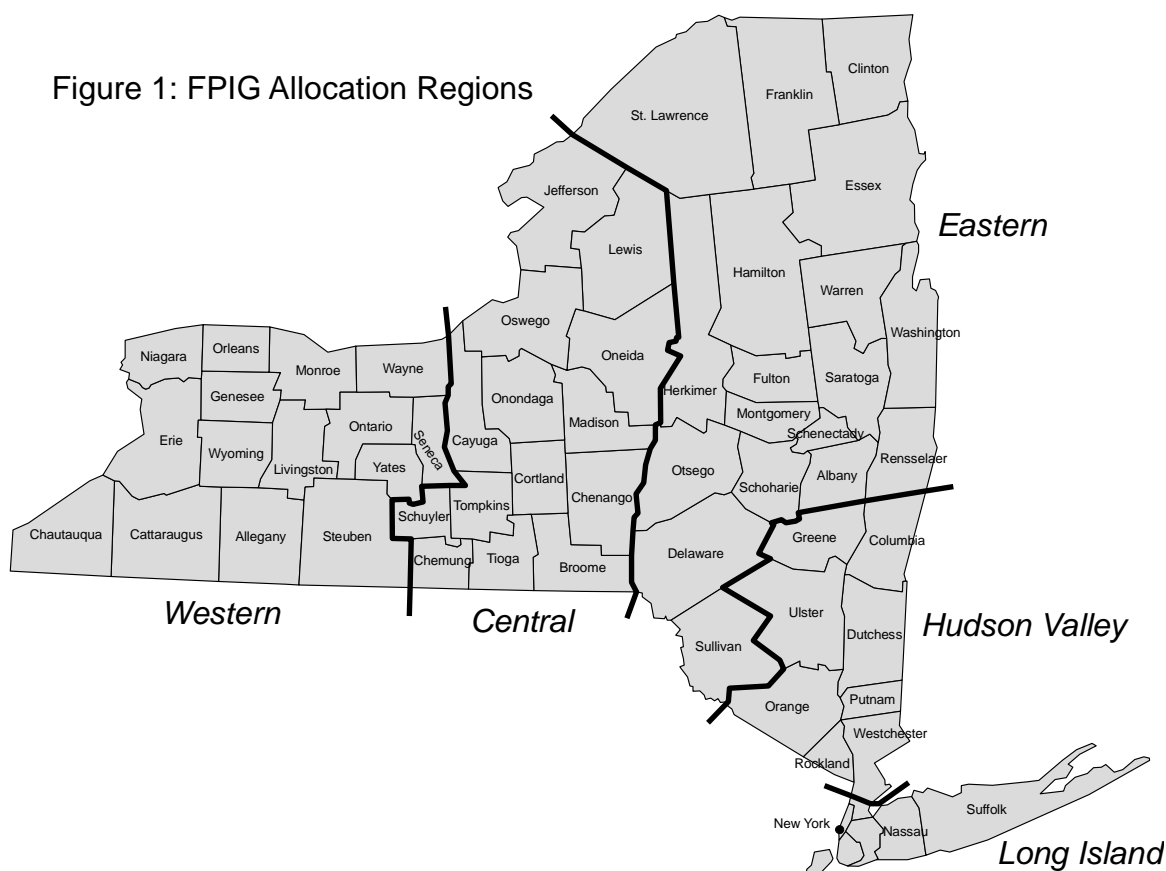 Figure 1: FPIG Allocation Regions
Clinton
Franklin
St. Lawrence
Jefferson
Essex
Eastern
Lewis
Hamilton
Warren
Oswego
Washington
Niagara
Orleans
Monroe
Wayne
Oneida
Herkimer
Fulton
Saratoga
Genesee
Onondaga
Madison
Montgomery
Schenectady
Erie
Wyoming
Livingston
Ontario
Yates
Seneca
Cayuga
Cortland
Chenango
Otsego
Schoharie
Albany
Rensselaer
Chautauqua
Cattaraugus
Allegany
Steuben
Schuyler
Tompkins
Chemung
Tioga
Broome
Delaware
Greene
Columbia
Western
Central
Sullivan
Ulster
Dutchess
Hudson Valley
Orange
Putnam
Westchester
Rockland
New York
Nassau
Suffolk
Long Island